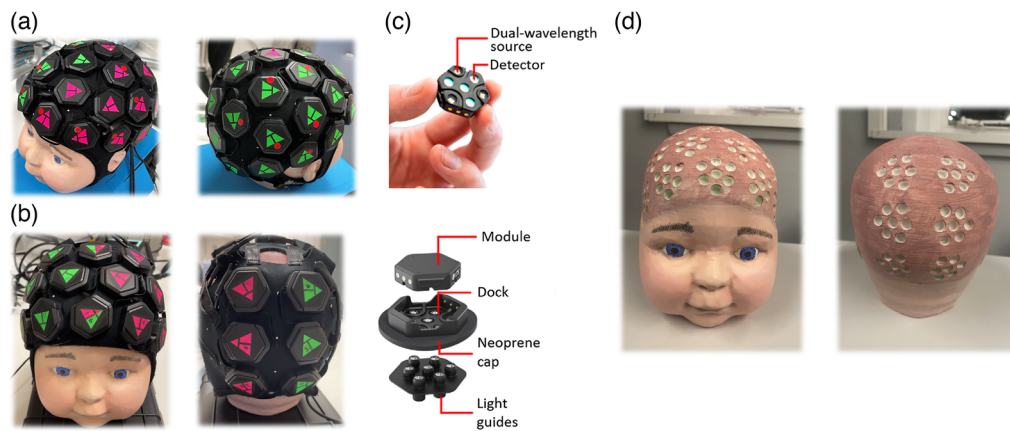 (a)
(c)
Dual-wavelength
source
Detector
(d)
(b)
Module
Dock
Neoprene
cap
Light
guides